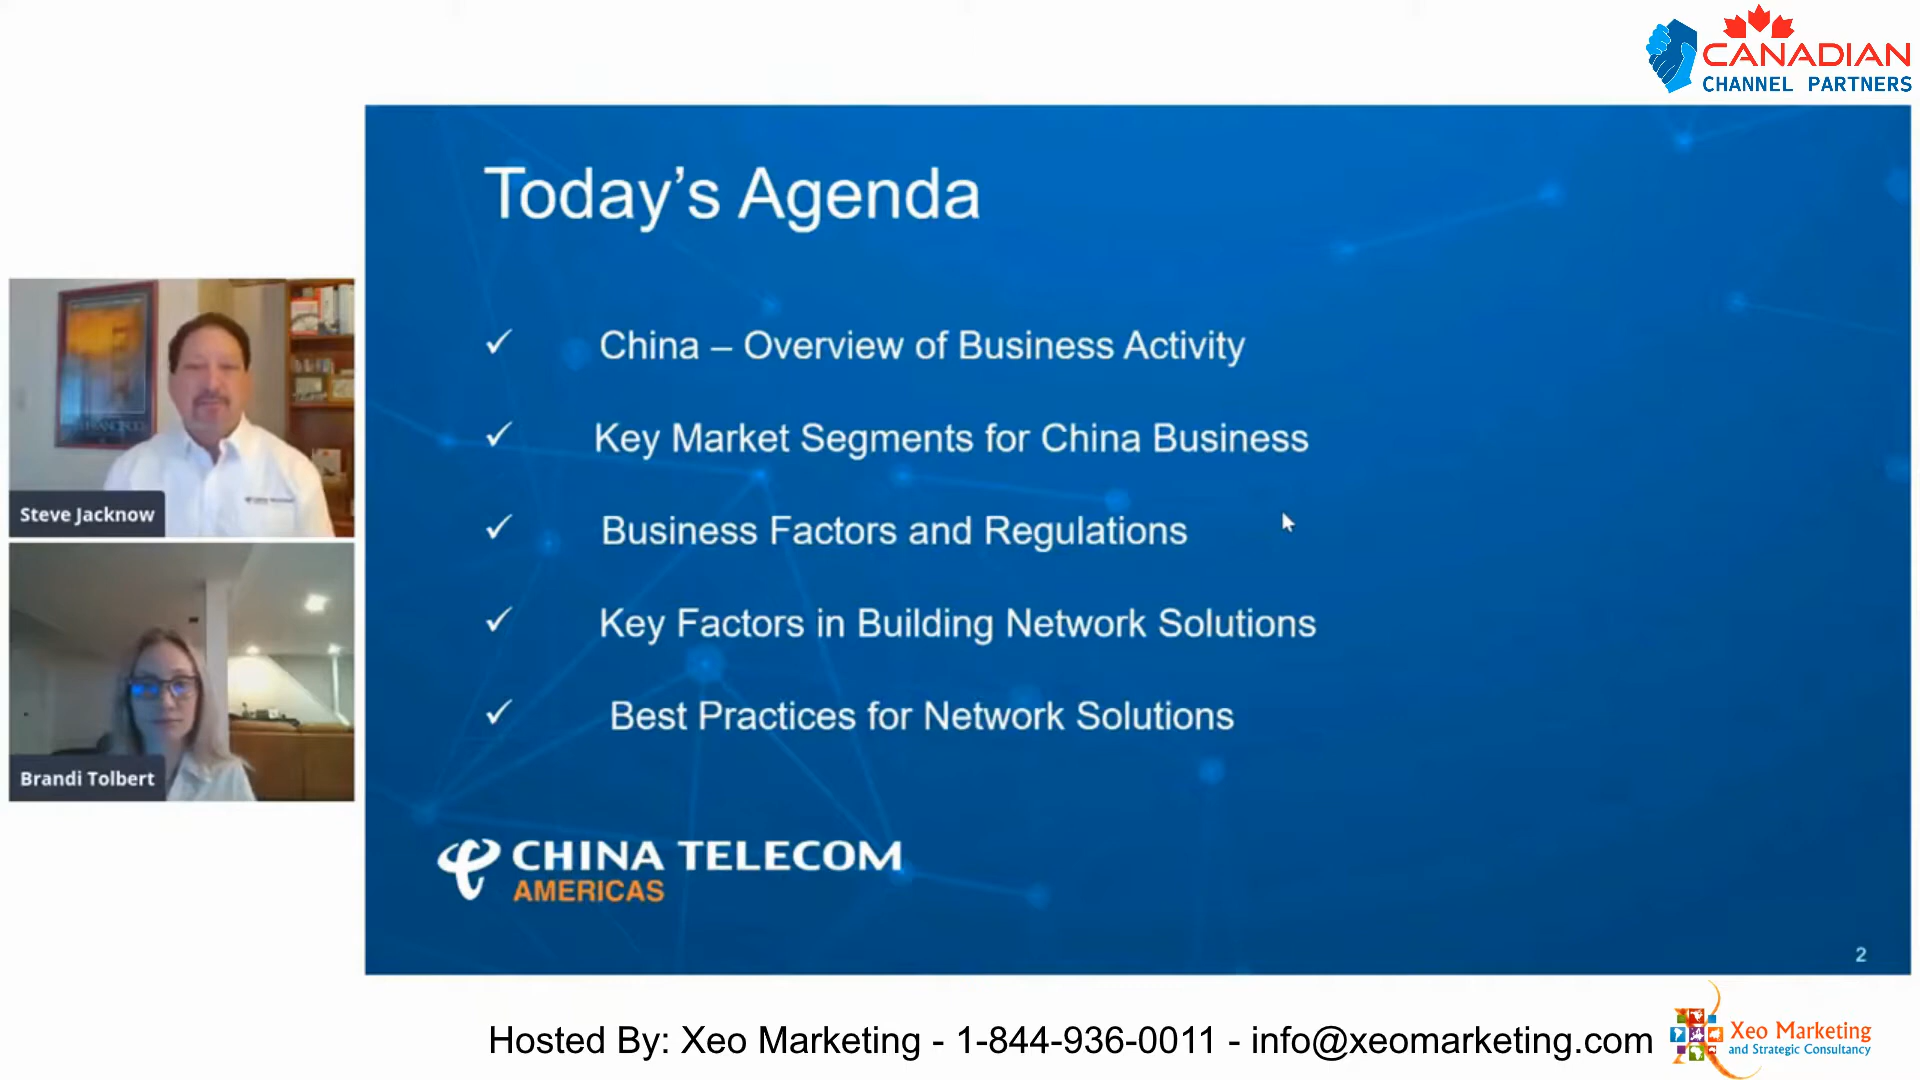 CANADIAN
CHANNEL PARTNERS
Today's Agenda
✓ China – Overview of Business Activity
✓ Key Market Segments for China Business
✓ Business Factors and Regulations
✓ Key Factors in Building Network Solutions
✓ Best Practices for Network Solutions
Steve Jacknow
Brandi Tolbert
CHINA TELECOM
AMERICAS
2
Hosted By: Xeo Marketing - 1-844-936-0011 - info@xeomarketing.com
Xeo Marketing
and Strategic Consultancy